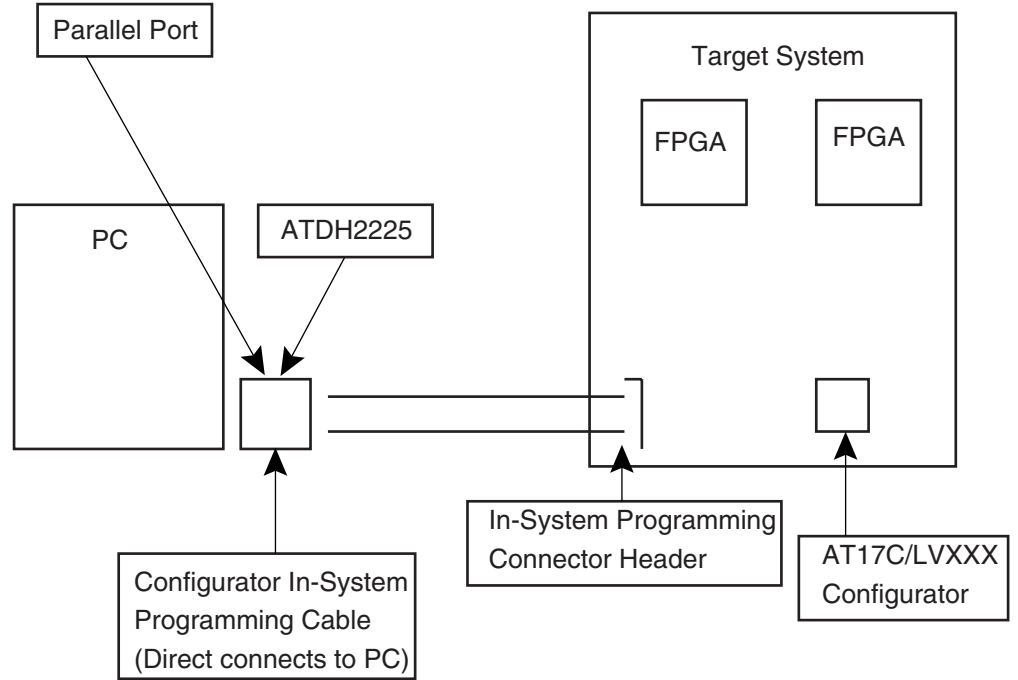 Parallel Port
Target System
FPGA
FPGA
PC
ATDH2225
In-System Programming
Connector Header
AT17C/LVXXX
Configurator
Configurator In-System
Programming Cable
(Direct connects to PC)